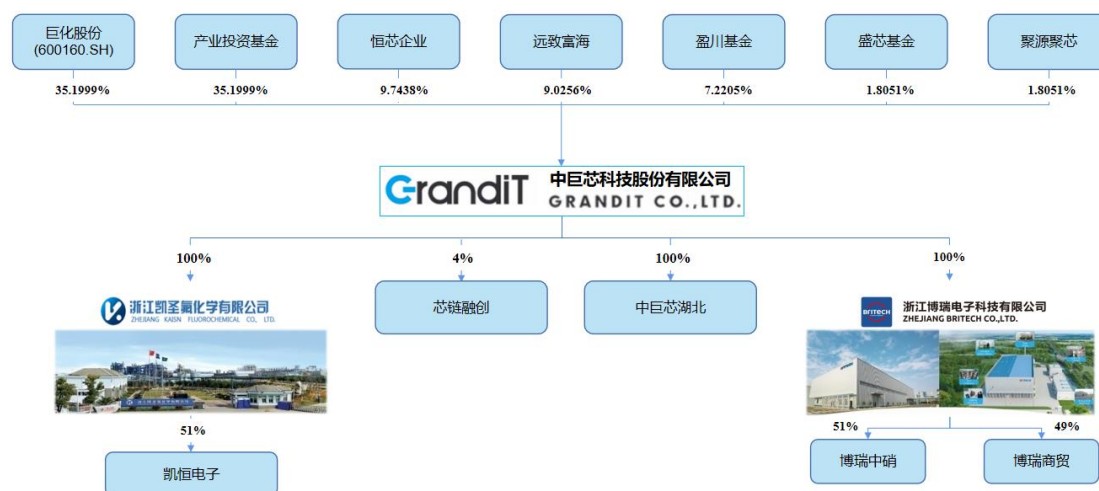 巨化股份
(600160.SH)
产业投资基金
恒芯企业
远致富海
盈川基金
盛芯基金
聚源聚芯
35.1999%
35.1999%
9.7438%
9.0256%
7.2205%
1.8051%
1.8051%
GrandiT
中巨芯科技股份有限公司
GRANDIT CO.,LTD.
100%
4%
100%
100%
浙江凯圣氟化学有限公司
ZHEJIANG KAISN FLUOROCHEMICAL CO., LTD.
芯链融创
中巨芯湖北
BRITECH
浙江博瑞电子科技有限公司
ZHEJIANG BRITECH CO.,LTD.
51%
凯恒电子
51%
49%
博瑞中硝
博瑞商贸